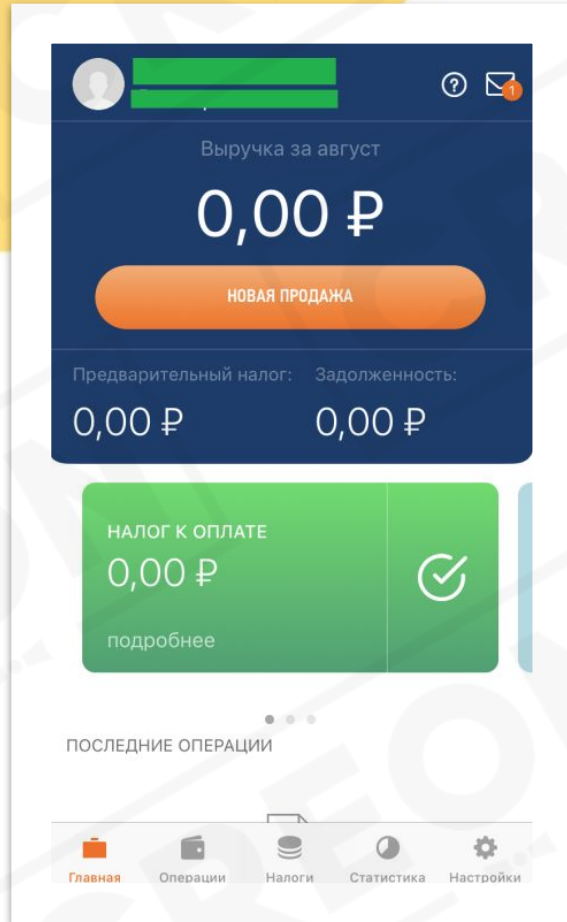 1
Выручка за август
0,00 ₽
НОВАЯ ПРОДАЖА
Предварительный налог: Задолженность:
0,00 ₽ 0,00 ₽
НАЛОГ К ОПЛАТЕ
0,00 ₽
подробнее
ПОСЛЕДНИЕ ОПЕРАЦИИ
Главная Операции Налоги Статистика Настройки